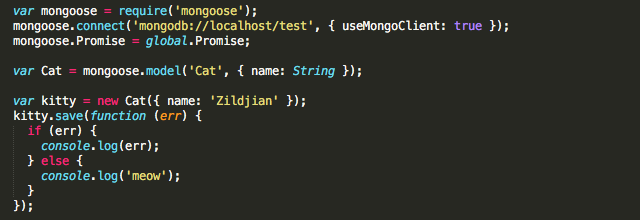 var mongoose = require('mongoose');
mongoose.connect('mongodb://localhost/test', { useMongoClient: true });
mongoose.Promise = global.Promise;

var Cat = mongoose.model('Cat', { name: String });

var kitty = new Cat({ name: 'Zildjian' });
kitty.save(function (err) {
  if (err) {
    console.log(err);
  } else {
    console.log('meow');
  }
});